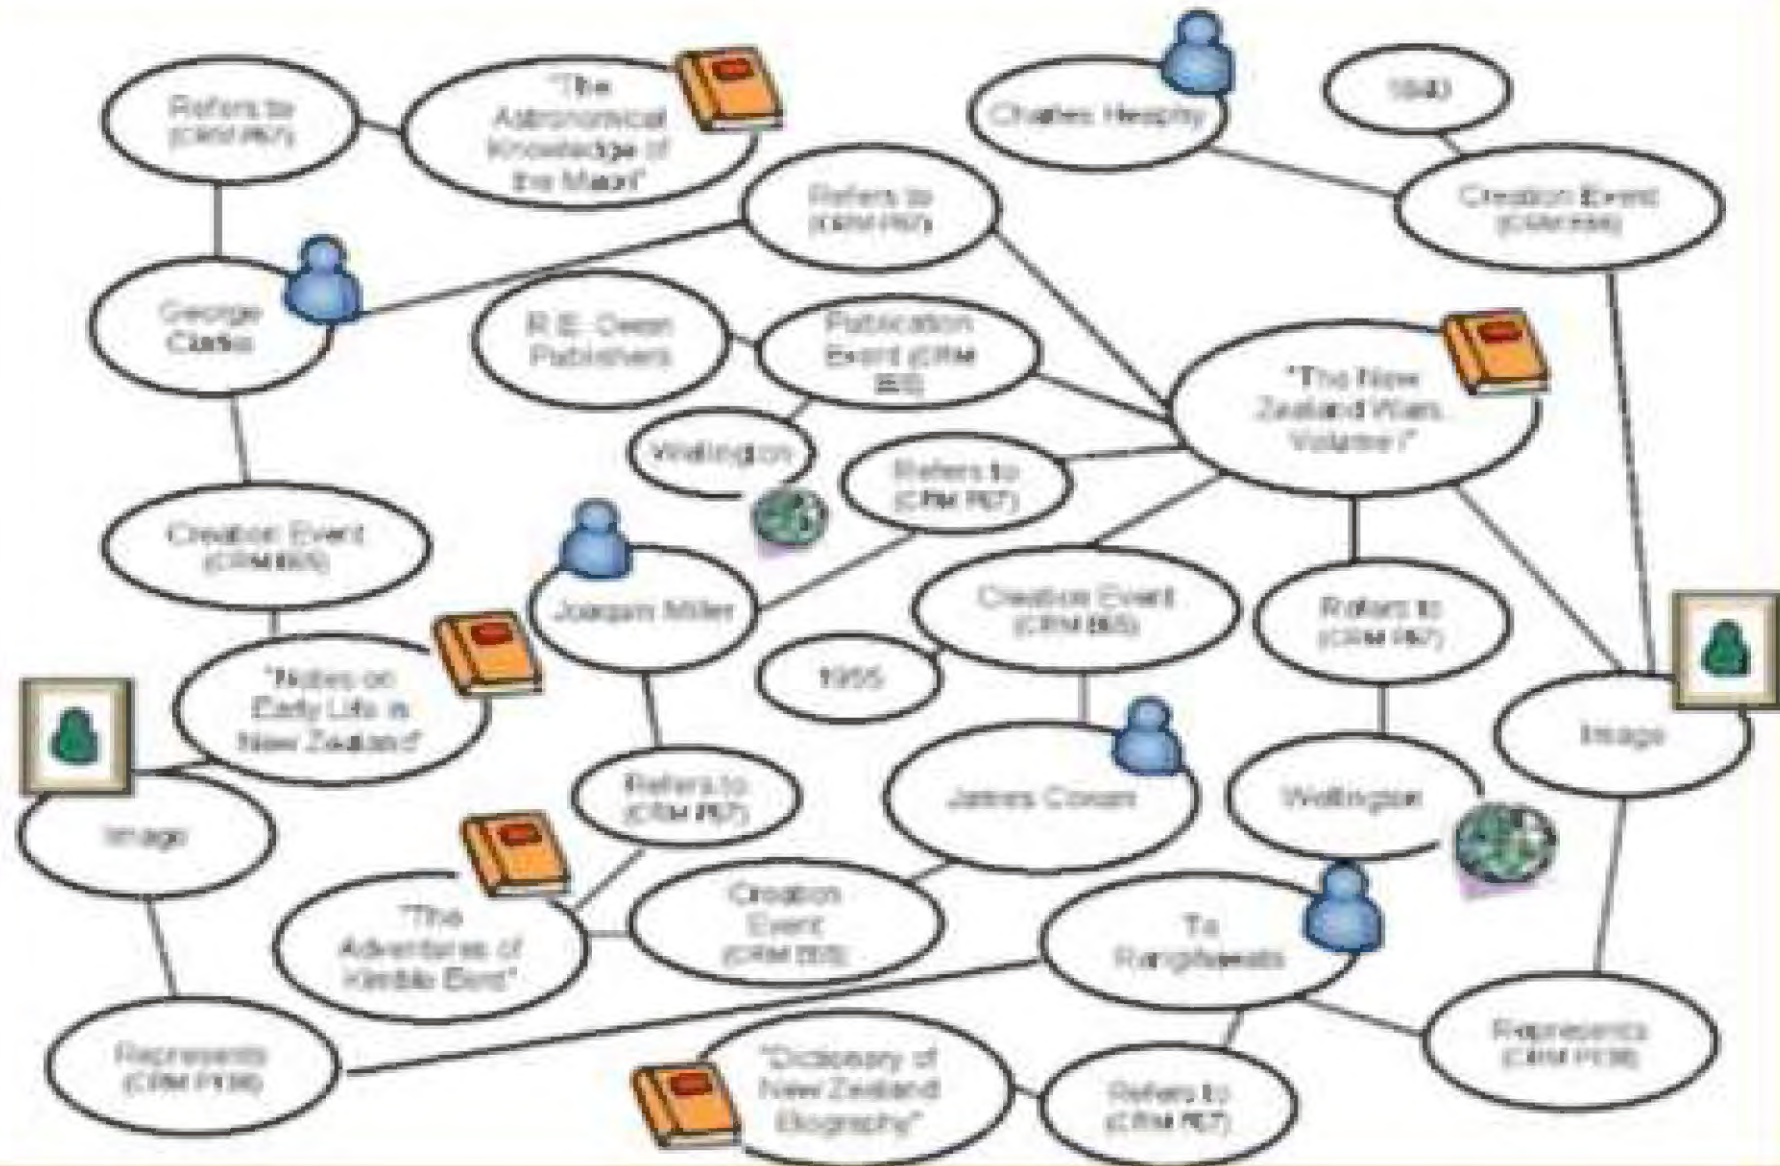 Refers to
(CRM P67)
"The
Astronomical
Knowledge of
the Maori"
Charles Heaphy
1840
Creation Event
(CRM E65)
Refers to
(CRM P67)
George
Clarke
R.E. Owen
Publishers
Publication
Event (CRM
"The New
Zealand Wars,
Volume I"
Wellington
Refers to
(CRM P67)
Creation Event
(CRM E65)
Joaquin Miller
Creation Event
(CRM E65)
Refers to
(CRM P67)
1955
"Notes on
Early Life in
New Zealand"
Image
Refers to
(CRM P67)
James Cowan
Wellington
Image
"The
Adventures of
Kimble Bent"
Creation
Event
(CRM E65)
Te
Rangihaeata
Represents
(CRM P138)
Represents
(CRM P138)
"Dictionary of
New Zealand
Biography"
Refers to
(CRM P67)